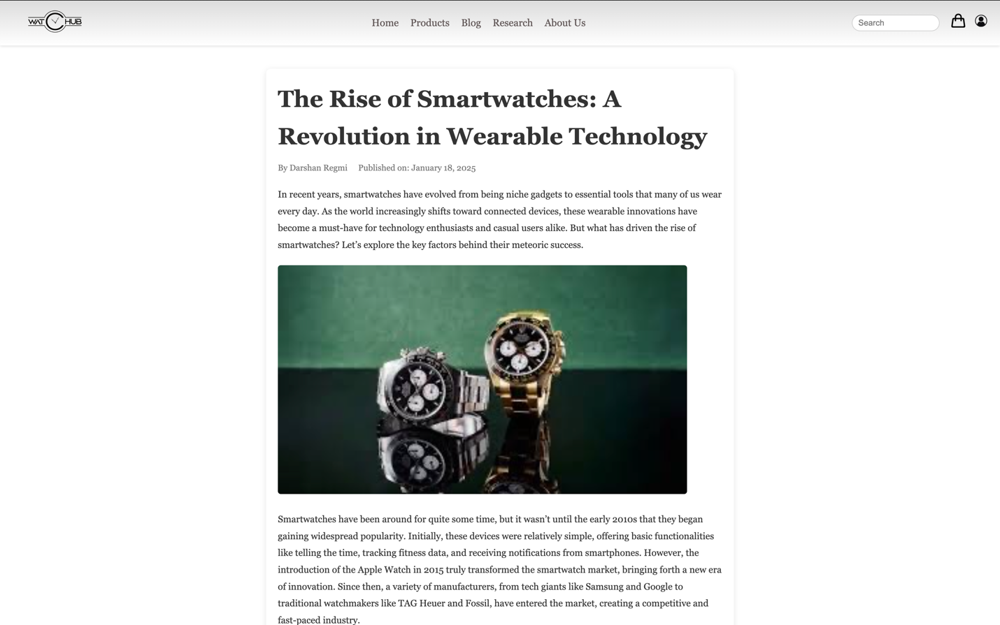 WAT HUB
Home Products Blog Research About Us
Search
The Rise of Smartwatches: A
Revolution in Wearable Technology
By Darshan Regmi Published on: January 18, 2025
In recent years, smartwatches have evolved from being niche gadgets to essential tools that many of us wear
every day. As the world increasingly shifts toward connected devices, these wearable innovations have
become a must-have for technology enthusiasts and casual users alike. But what has driven the rise of
smartwatches? Let’s explore the key factors behind their meteoric success.
Smartwatches have been around for quite some time, but it wasn’t until the early 2010s that they began
gaining widespread popularity. Initially, these devices were relatively simple, offering basic functionalities
like telling the time, tracking fitness data, and receiving notifications from smartphones. However, the
introduction of the Apple Watch in 2015 truly transformed the smartwatch market, bringing forth a new era
of innovation. Since then, a variety of manufacturers, from tech giants like Samsung and Google to
traditional watchmakers like TAG Heuer and Fossil, have entered the market, creating a competitive and
fast-paced industry.